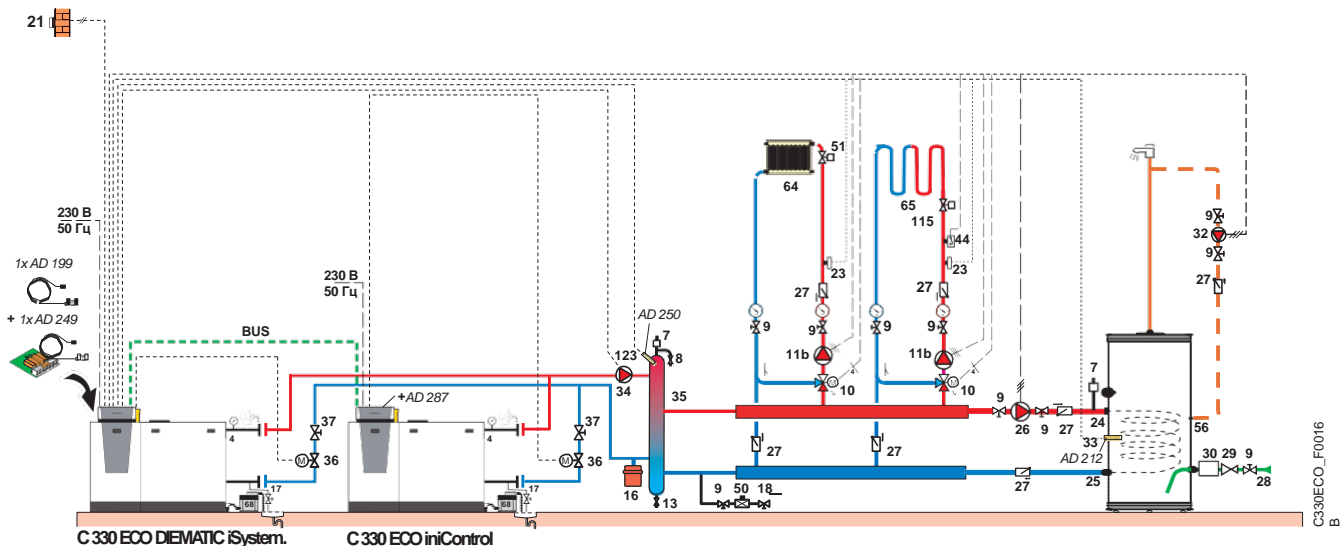 21
230 В
50 Гц
1x AD 199
+ 1x AD 249
BUS
230 В
50 Гц
+AD 287
4
37
36
M
17
68
4
37
36
M
17
68
C 330 ECO DIEMATIC iSystem.
C 330 ECO iniControl
AD 250
7
8
123
34
35
16
13
64
51
23
27
9
9
11b
10
M
27
65
115
44
23
27
9
9
11b
10
M
27
9
50
18
9
26
9
27
24
7
33
AD 212
25
27
56
9
32
9
27
30
29
9
28
C330ECO_F0016
B